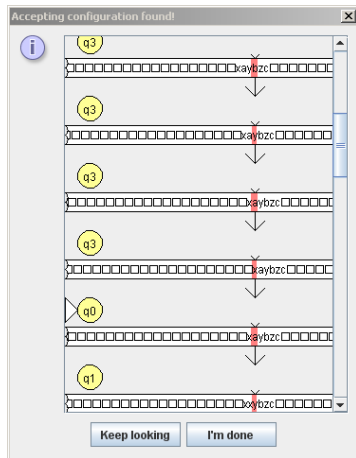 Accepting configuration found!
q3
xaybzc
q3
xaybzc
q3
xaybzc
q3
xaybzc
q0
xaybzc
q1
xxybzc
Keep looking
I'm done